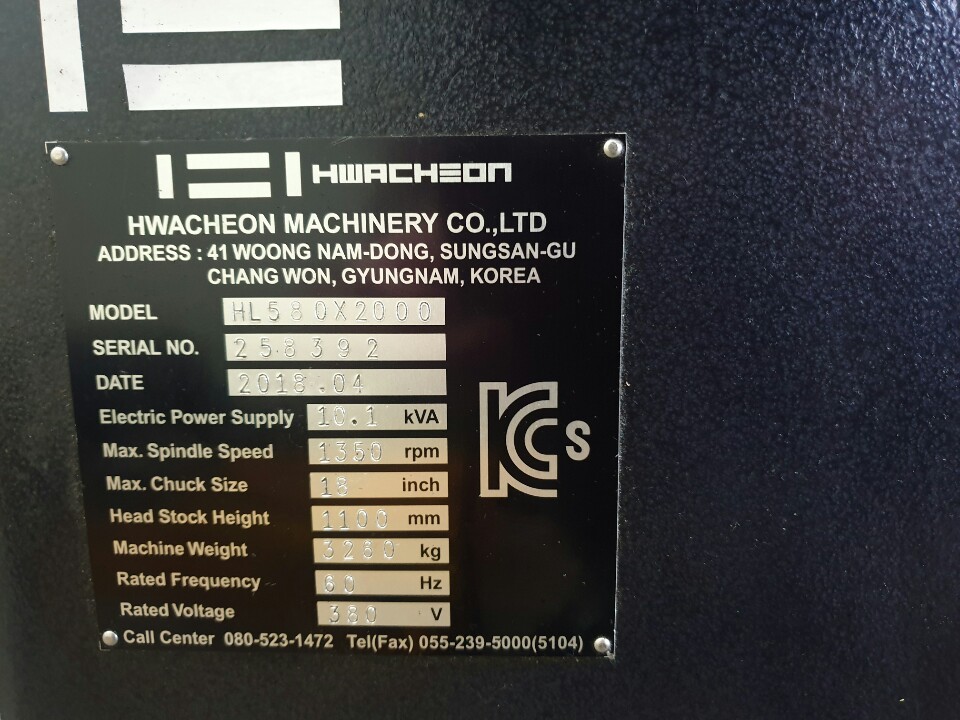 HWACHEON
HWACHEON MACHINERY CO.,LTD
ADDRESS : 41 WOONG NAM-DONG, SUNGSAN-GU
CHANG WON, GYUNGNAM, KOREA
MODEL HL580X2000
SERIAL NO. 258392
DATE 2018.04
Electric Power Supply 10.1 kVA
Max. Spindle Speed 1350 rpm
Max. Chuck Size 18 inch
Head Stock Height 1100 mm
Machine Weight 3280 kg
Rated Frequency 60 Hz
Rated Voltage 380 V
KCs
Call Center 080-523-1472 Tel(Fax) 055-239-5000(5104)